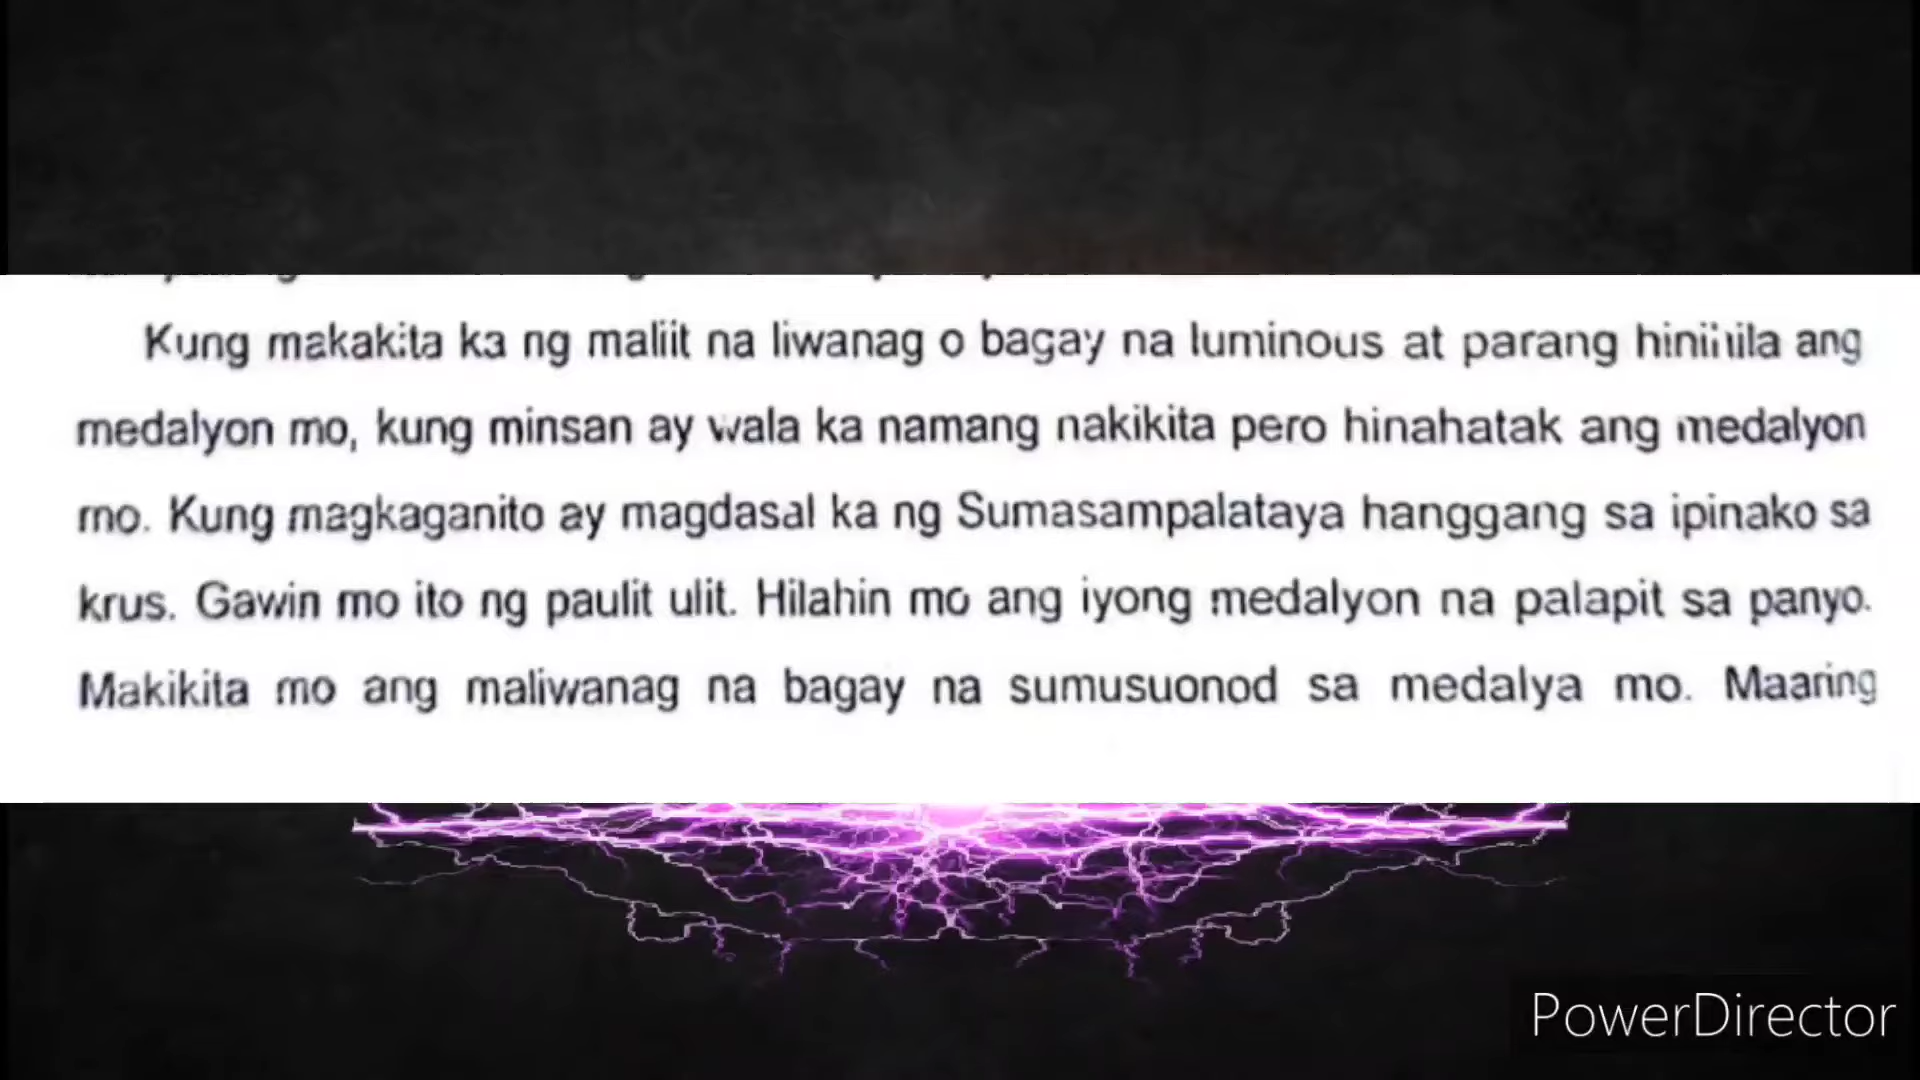 Kung makakita ka ng maliit na liwanag o bagay na luminous at parang hinihila ang
medalyon mo, kung minsan ay wala ka namang nakikita pero hinahatak ang medalyon
mo. Kung magkaganito ay magdasal ka ng Sumasampalataya hanggang sa ipinako sa
krus. Gawin mo ito ng paulit ulit. Hilahin mo ang iyong medalyon na palapit sa panyo.
Makikita mo ang maliwanag na bagay na sumusuonod sa medalya mo. Maaring
PowerDirector